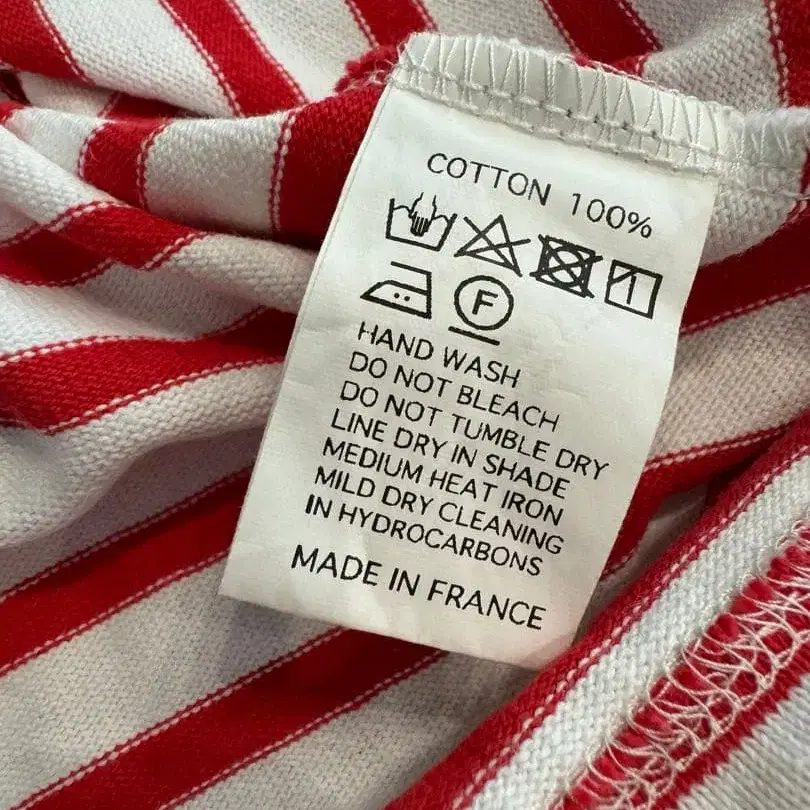 COTTON 100%
F
HAND WASH
DO NOT BLEACH
DO NOT TUMBLE DRY
LINE DRY IN SHADE
MEDIUM HEAT IRON
MILD DRY CLEANING
IN HYDROCARBONS
MADE IN FRANCE